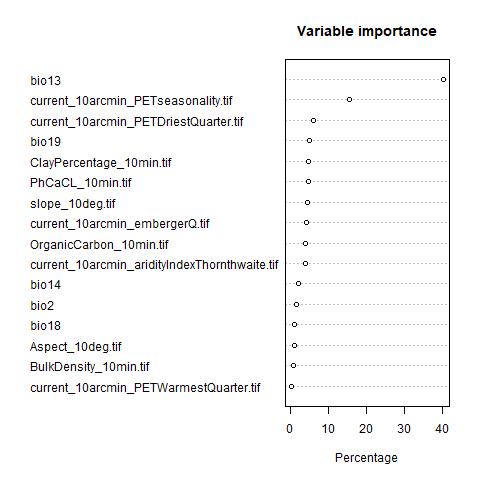 Variable importance
bio13
current_10arcmin_PETseasonality.tif
current_10arcmin_PETDriestQuarter.tif
bio19
ClayPercentage_10min.tif
PhCaCL_10min.tif
slope_10deg.tif
current_10arcmin_embergerQ.tif
OrganicCarbon_10min.tif
current_10arcmin_aridityIndexThornthwaite.tif
bio14
bio2
bio18
Aspect_10deg.tif
BulkDensity_10min.tif
current_10arcmin_PETWarmestQuarter.tif
0 10 20 30 40
Percentage